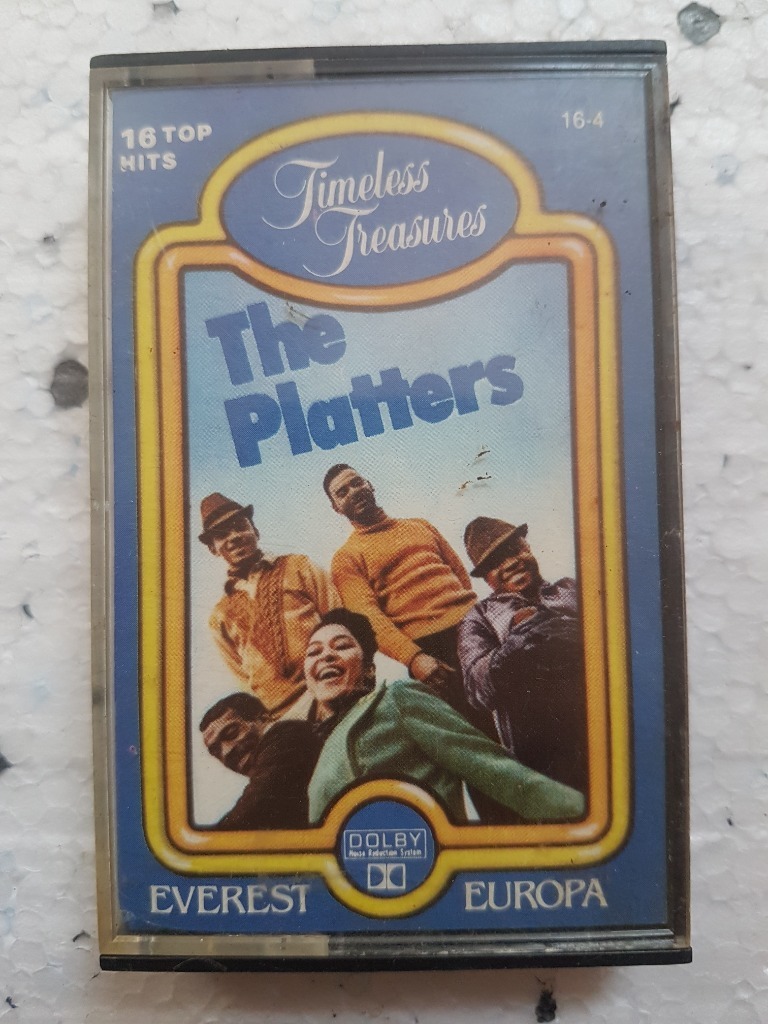 16 TOP
HITS
16-4
Timeless
Treasures
The
Platters
DOLBY
Noise Reduction System
EVEREST EUROPA